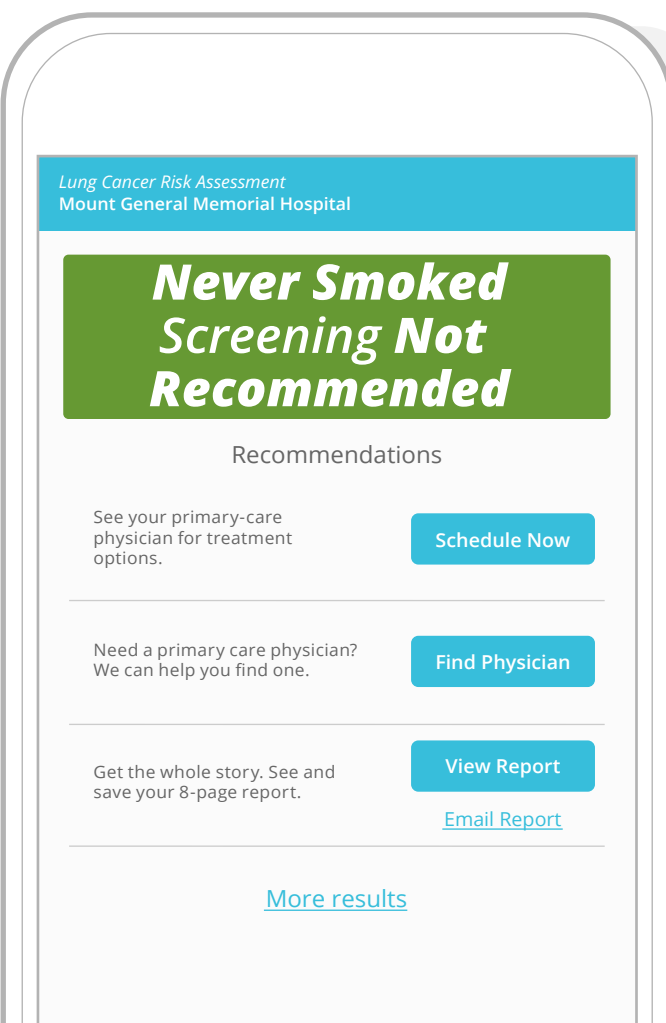 Lung Cancer Risk Assessment
Mount General Memorial Hospital
Never Smoked
Screening Not
Recommended
Recommendations
See your primary-care
physician for treatment
options.
Schedule Now
Need a primary care physician?
We can help you find one.
Find Physician
Get the whole story. See and
save your 8-page report.
View Report
Email Report
More results